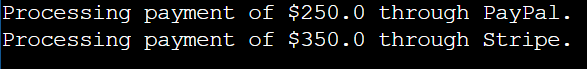 Processing payment of $250.0 through PayPal.
Processing payment of $350.0 through Stripe.